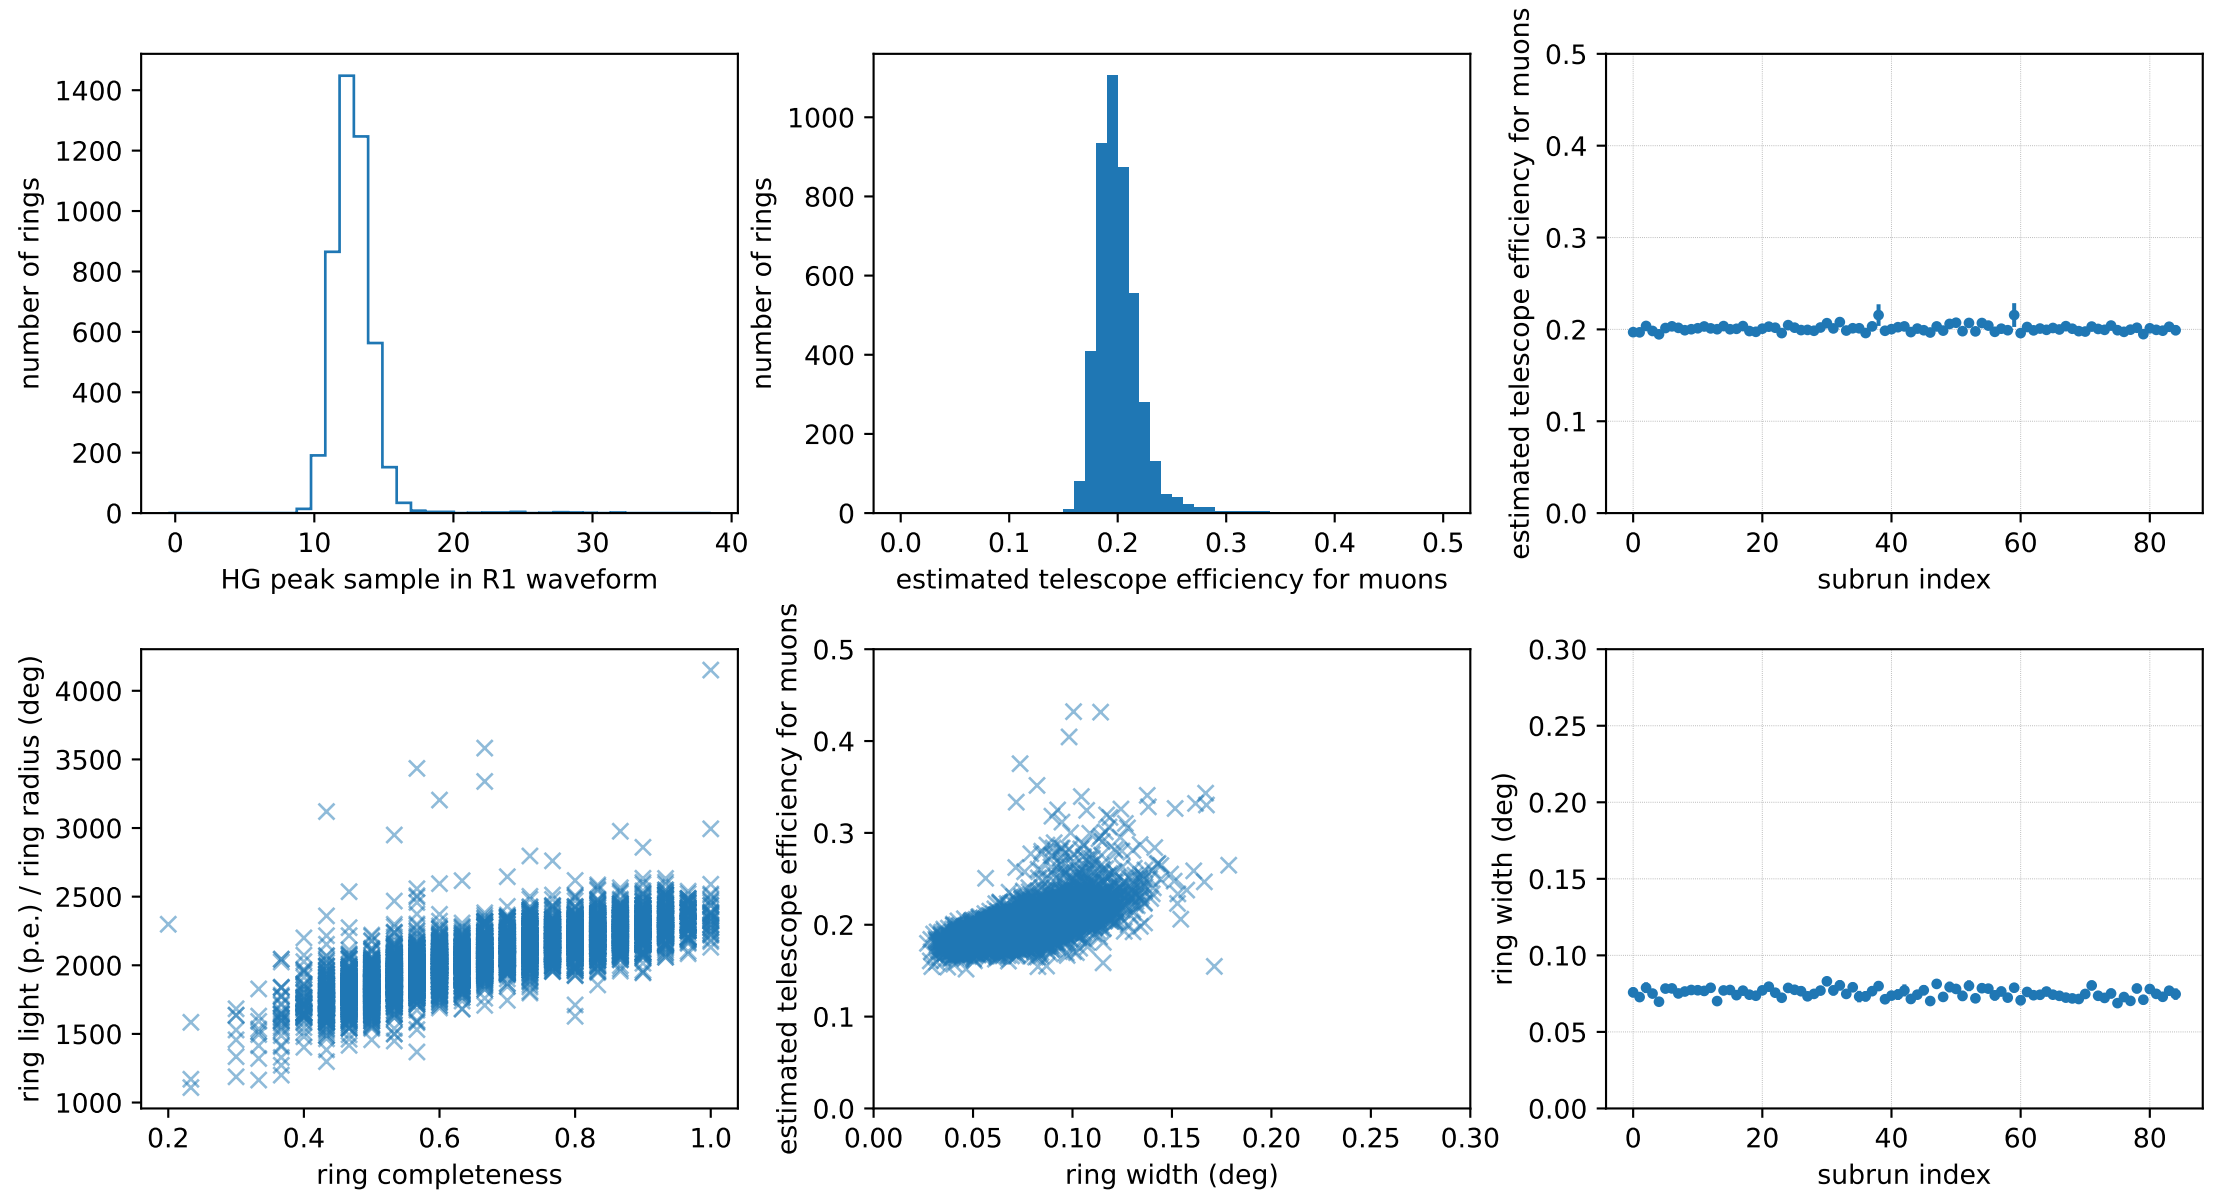 number of rings
1400
1200
1000
800
600
400
200
0
0 10 20 30 40
HG peak sample in R1 waveform
number of rings
1000
800
600
400
200
0
0.0 0.1 0.2 0.3 0.4 0.5
estimated telescope efficiency for muons
estimated telescope efficiency for muons
0.5
0.4
0.3
0.2
0.1
0.0
0 20 40 60 80
subrun index
ring light (p.e.) / ring radius (deg)
4000
3500
3000
2500
2000
1500
1000
0.2 0.4 0.6 0.8 1.0
ring completeness
estimated telescope efficiency for muons
0.5
0.4
0.3
0.2
0.1
0.0
0.00 0.05 0.10 0.15 0.20 0.25 0.30
ring width (deg)
ring width (deg)
0.30
0.25
0.20
0.15
0.10
0.05
0.00
0 20 40 60 80
subrun index